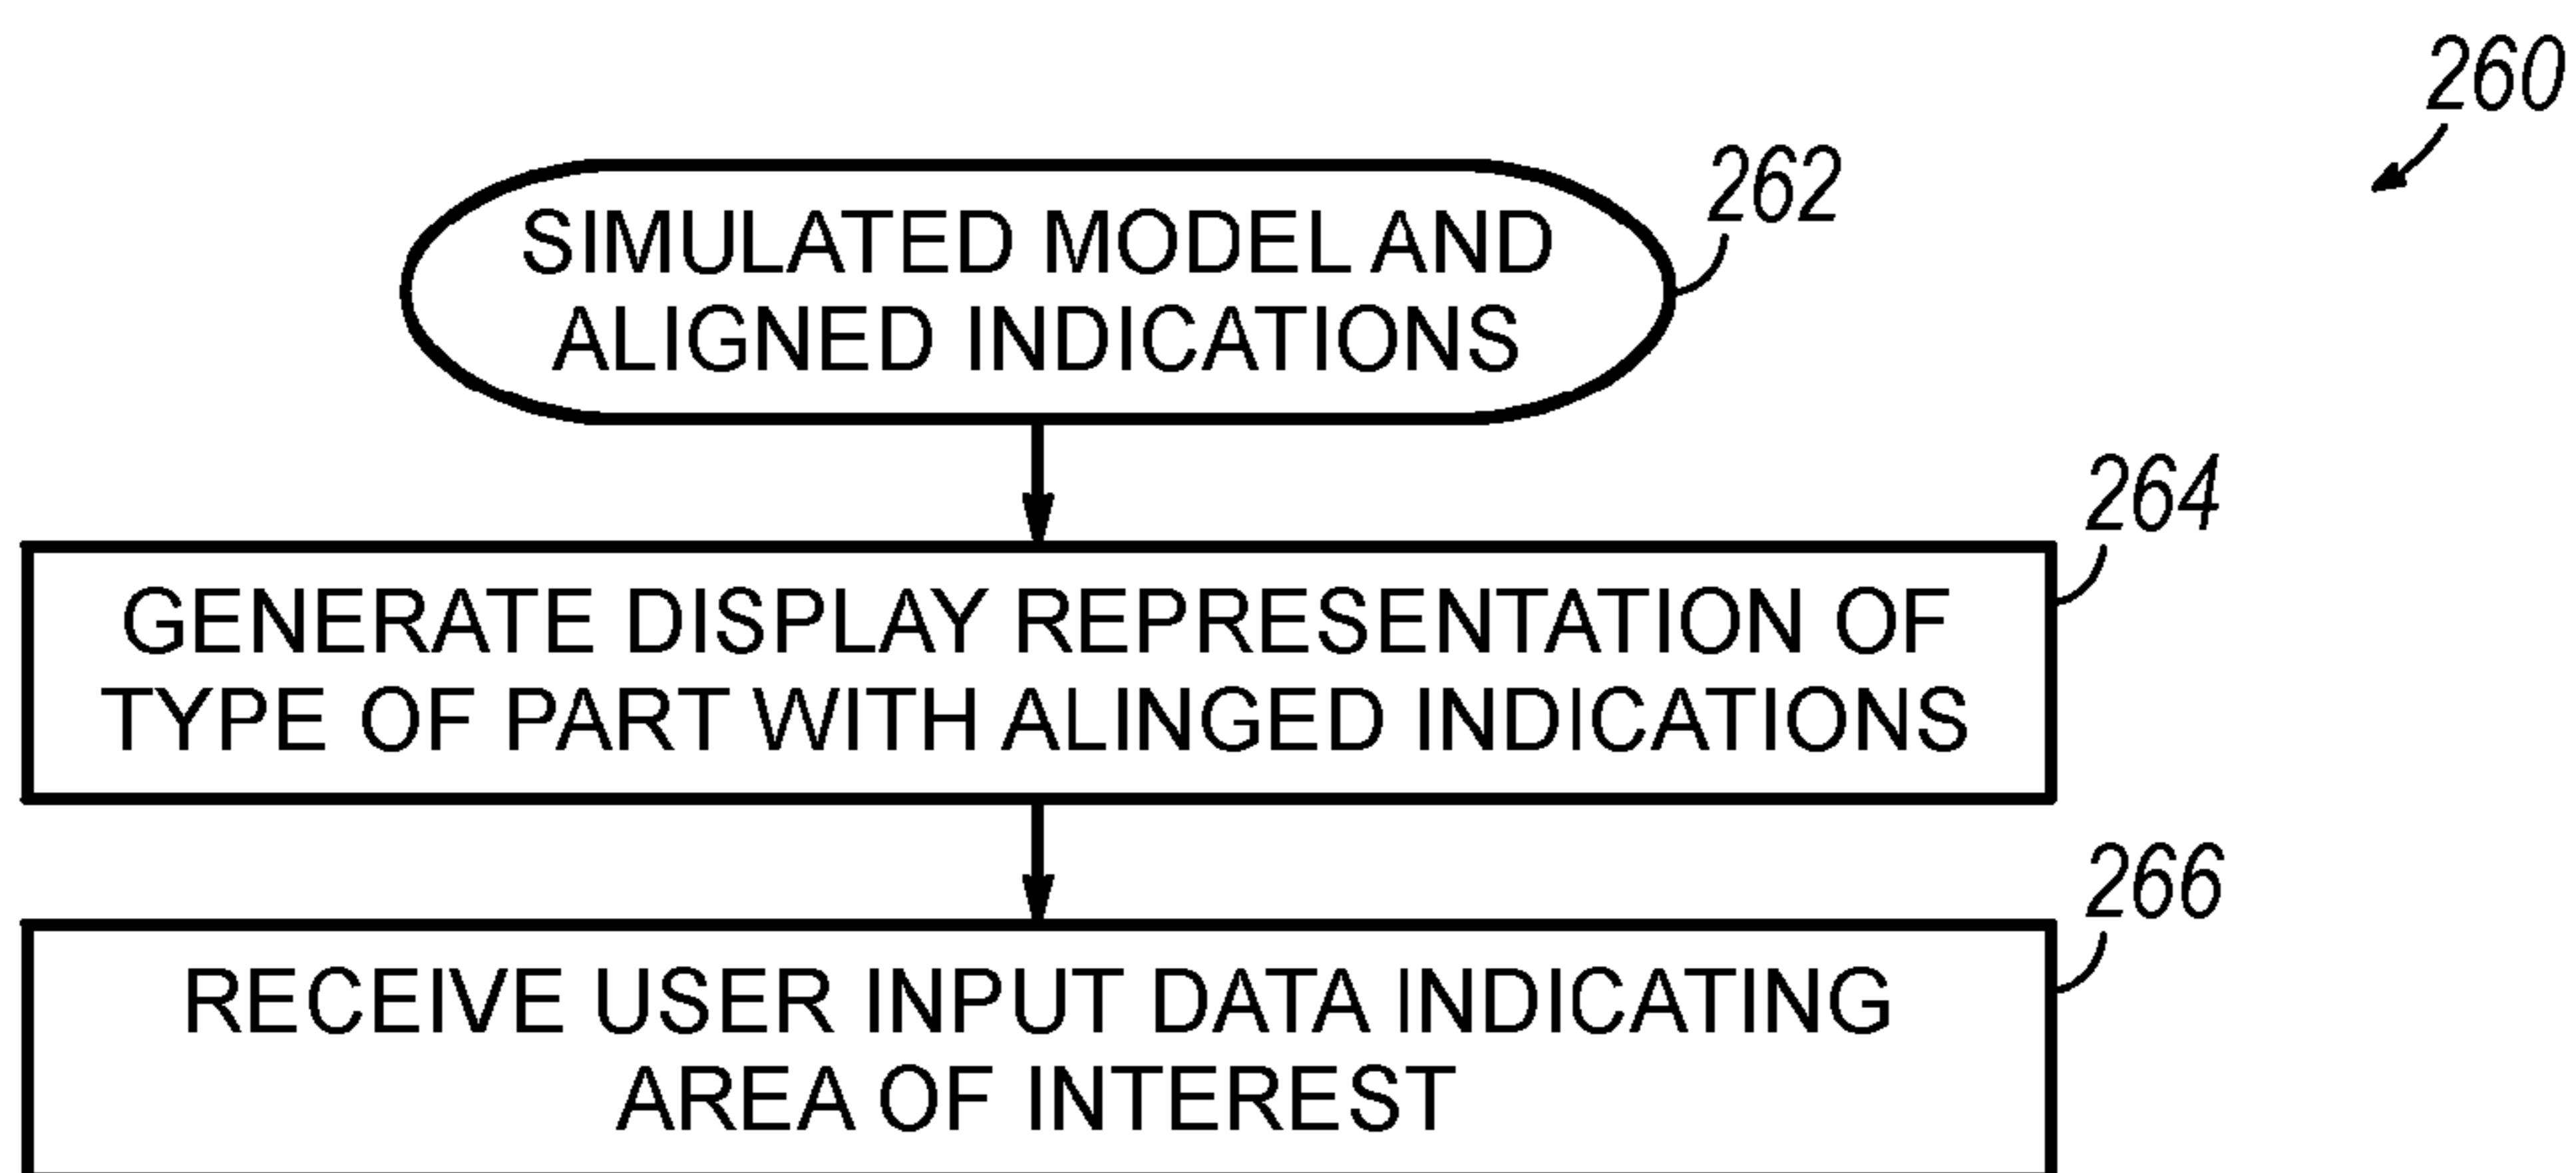 260
262
SIMULATED MODEL AND
ALIGNED INDICATIONS
264
GENERATE DISPLAY REPRESENTATION OF
TYPE OF PART WITH ALINGED INDICATIONS
266
RECEIVE USER INPUT DATA INDICATING
AREA OF INTEREST